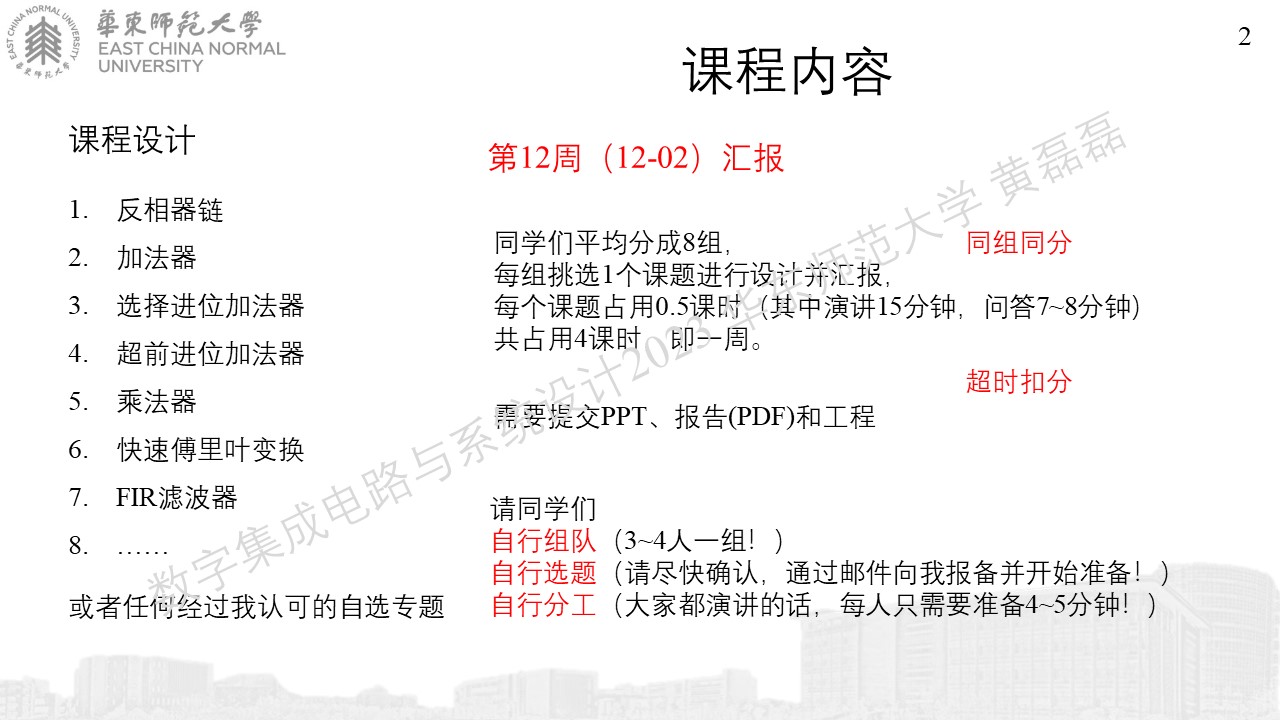 華東師范大學
EAST CHINA NORMAL
UNIVERSITY
EAST CHINA NORMAL UNIVERSITY
華東師范大學
2
课程内容
课程设计
1. 反相器链
2. 加法器
3. 选择进位加法器
4. 超前进位加法器
5. 乘法器
6. 快速傅里叶变换
7. FIR滤波器
8. ……
或者任何经过我认可的自选专题
第12周（12-02）汇报
同学们平均分成8组， 同组同分
每组挑选1个课题进行设计并汇报，
每个课题占用0.5课时（其中演讲15分钟，问答7~8分钟）
共占用4课时，即一周。
超时扣分
需要提交PPT、报告(PDF)和工程
请同学们
自行组队（3~4人一组！）
自行选题（请尽快确认，通过邮件向我报备并开始准备！）
自行分工（大家都演讲的话，每人只需要准备4~5分钟！）
数字集成电路与系统设计2023 华东师范大学 黄磊磊